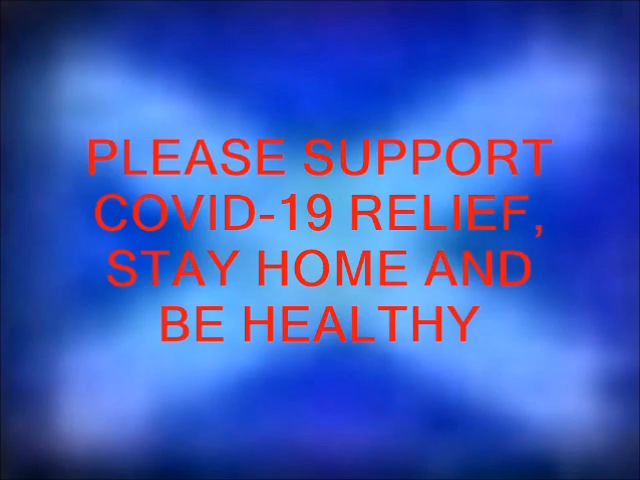 PLEASE SUPPORT
COVID-19 RELIEF,
STAY HOME AND
BE HEALTHY